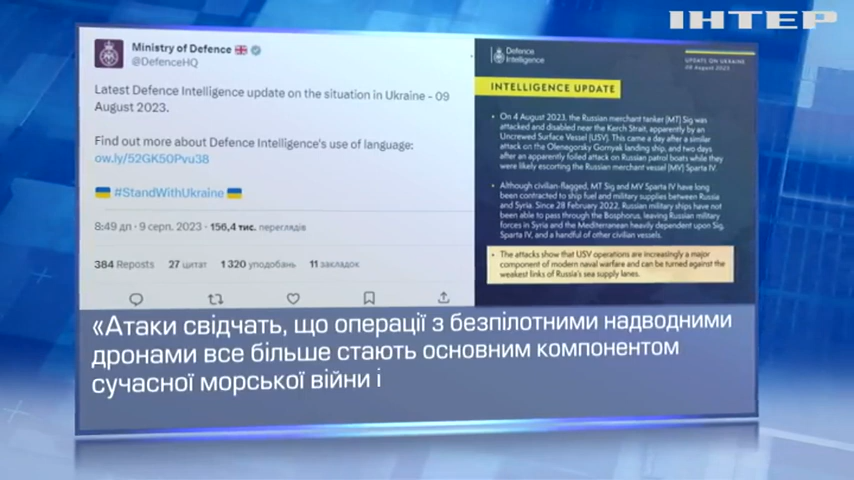 ІНТЕР
Ministry of Defence
@DefenceHQ
Latest Defence Intelligence update on the situation in Ukraine - 09
August 2023.
Find out more about Defence Intelligence's use of language:
ow.ly/52GK50Pvu38
#StandWithUkraine
8:49 дп · 9 серп. 2023 · 156,4 тис. переглядів
384 Reposts 27 цитат 1 320 уподобань 11 закладок
Defence
Intelligence
UPDATE ON UKRAINE
09 August 2023
INTELLIGENCE UPDATE
• On 4 August 2023, the Russian merchant tanker (MT) Sig was
attacked and disabled near the Kerch Strait, apparently by an
Uncrewed Surface Vessel (USV). This came a day after a similar
attack on the Olenegorsky Gornyak landing ship, and two days
after an apparently foiled attack on Russian patrol boats while they
were likely escorting the Russian merchant vessel (MV) Sparta IV.
• Although civilian-flagged, MT Sig and MV Sparta IV have long
been contracted to ship fuel and military supplies between Russia
and Syria. Since 28 February 2022, Russian military ships have not
been able to pass through the Bosphorus, leaving Russian military
forces in Syria and the Mediterranean heavily dependent upon Sig,
Sparta IV, and a handful of other civilian vessels.
• The attacks show that USV operations are increasingly a major
component of modern naval warfare and can be turned against the
weakest links of Russia's sea supply lanes.
«Атаки свідчать, що операції з безпілотними надводними
дронами все більше стають основним компонентом
сучасної морської війни і